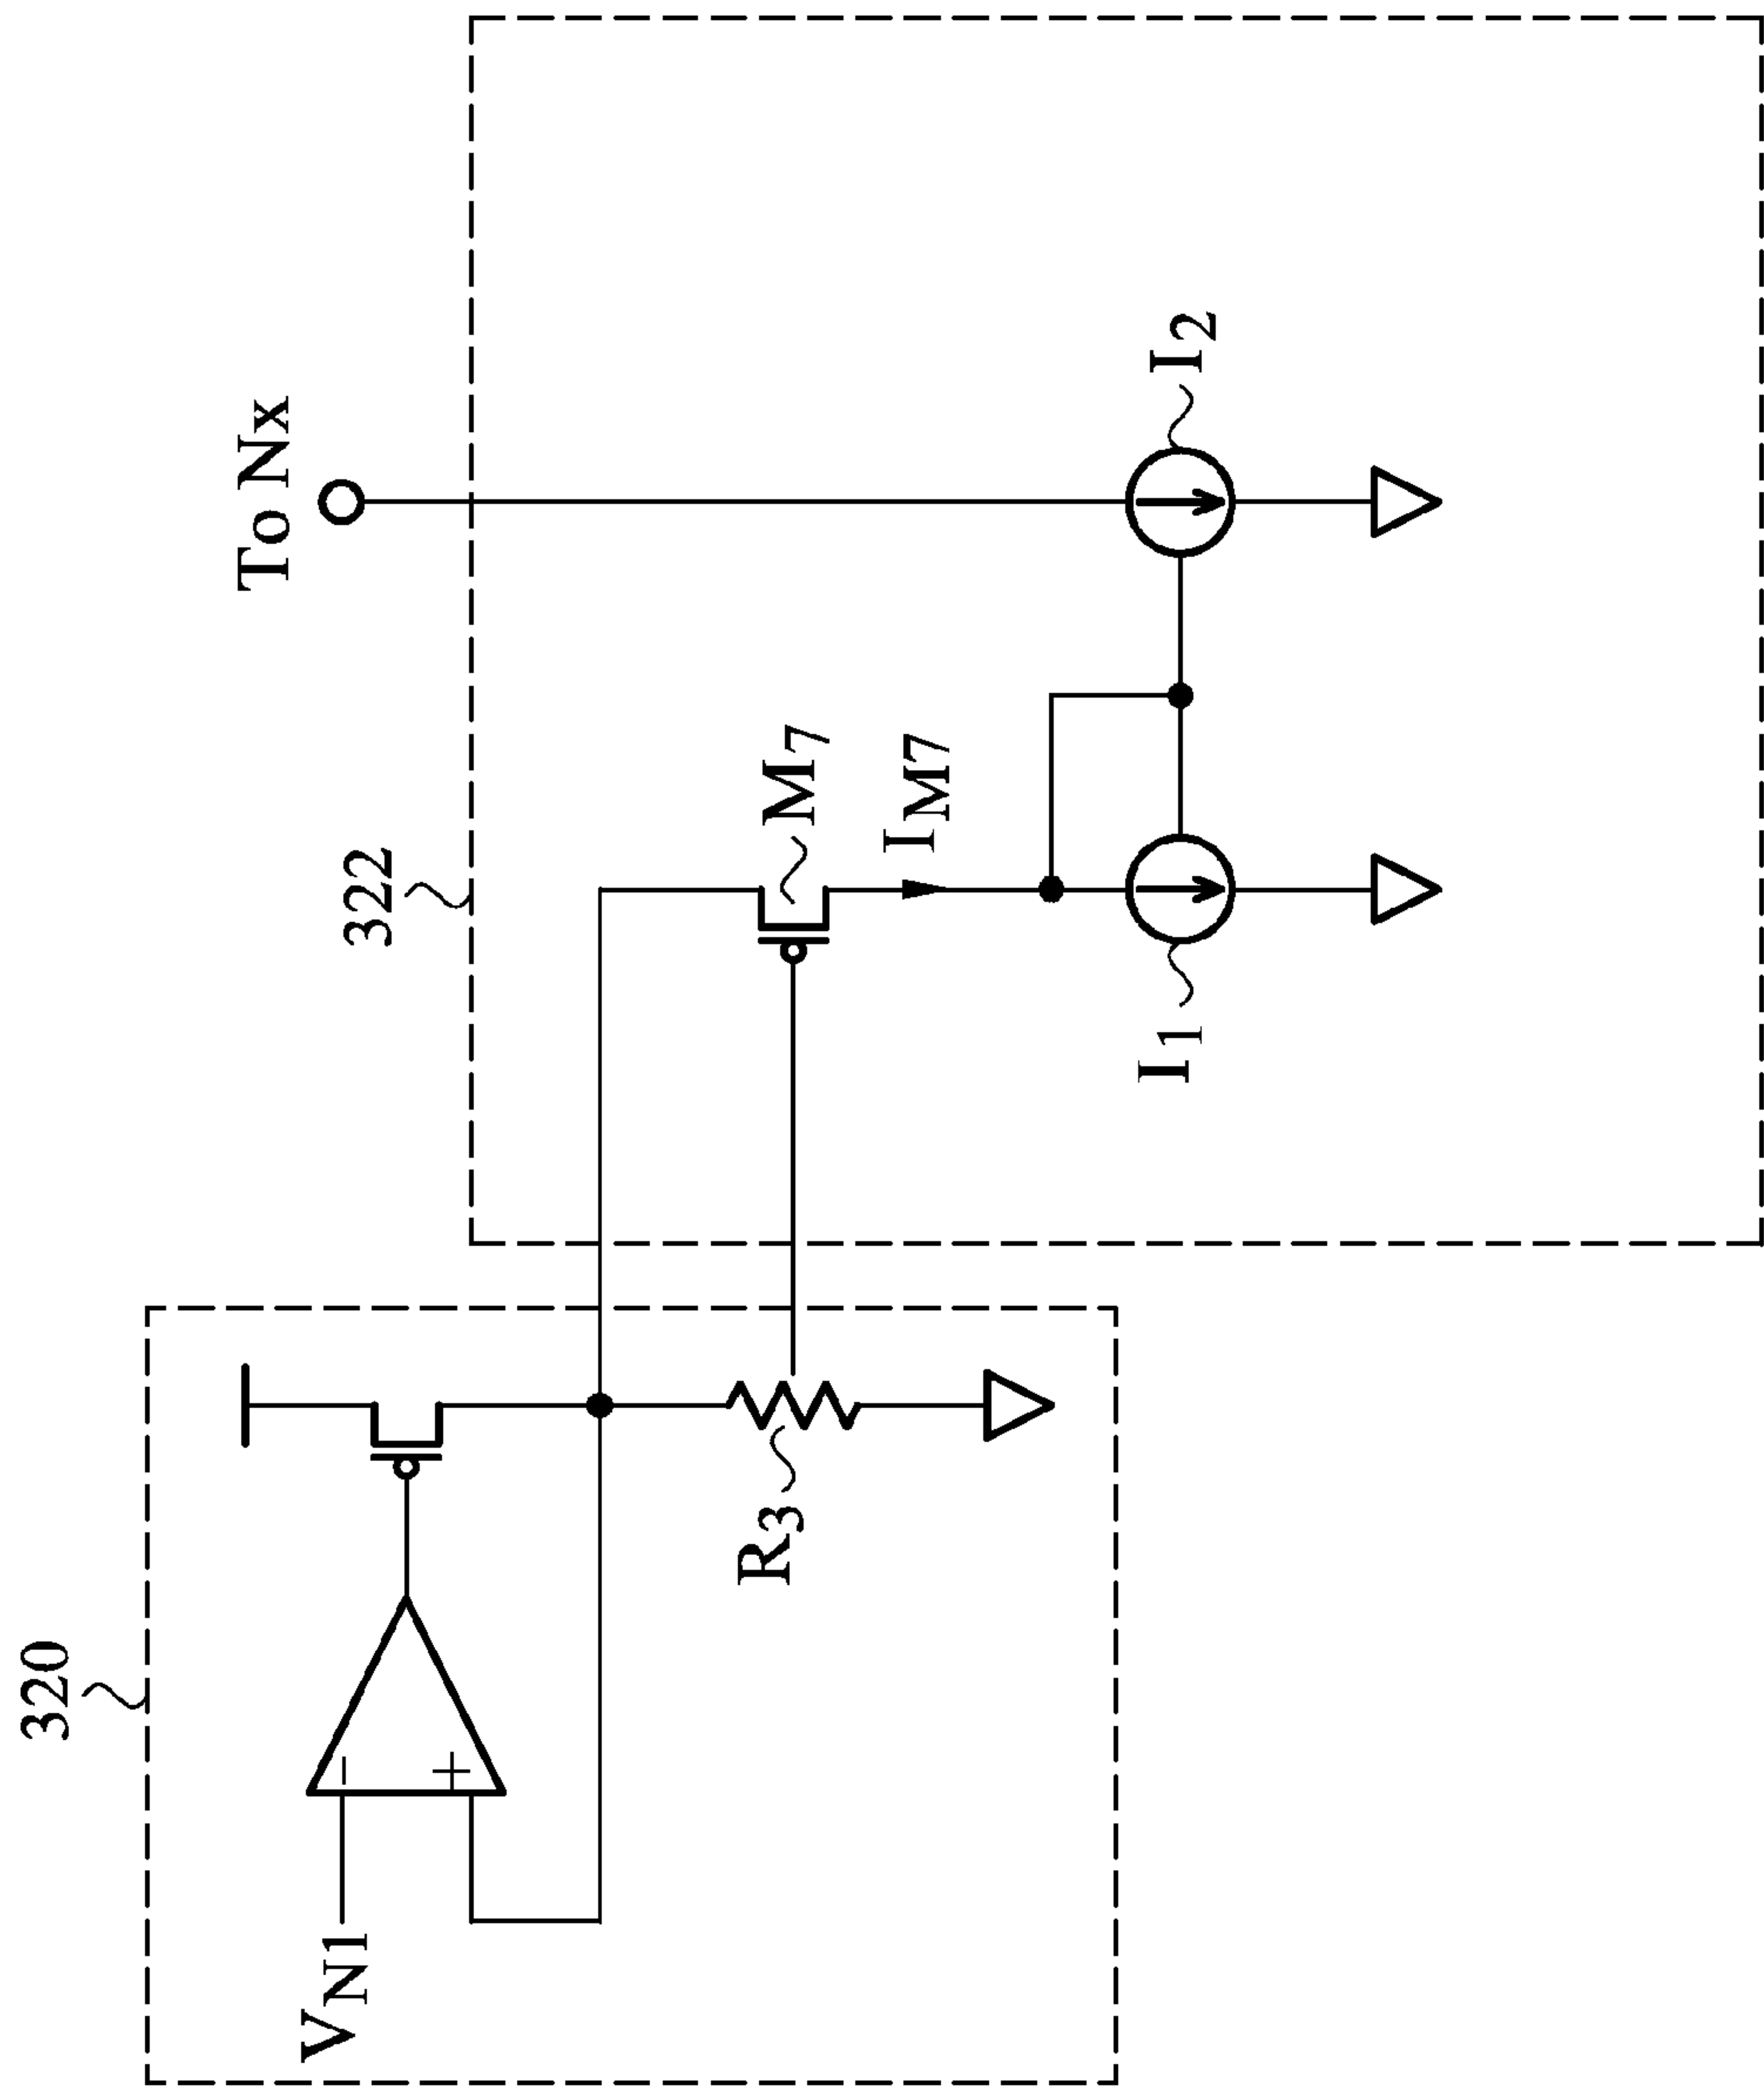 320
322
To Nx
V_N1
−
+
R_3
M_7
I_M7
I_1
I_2